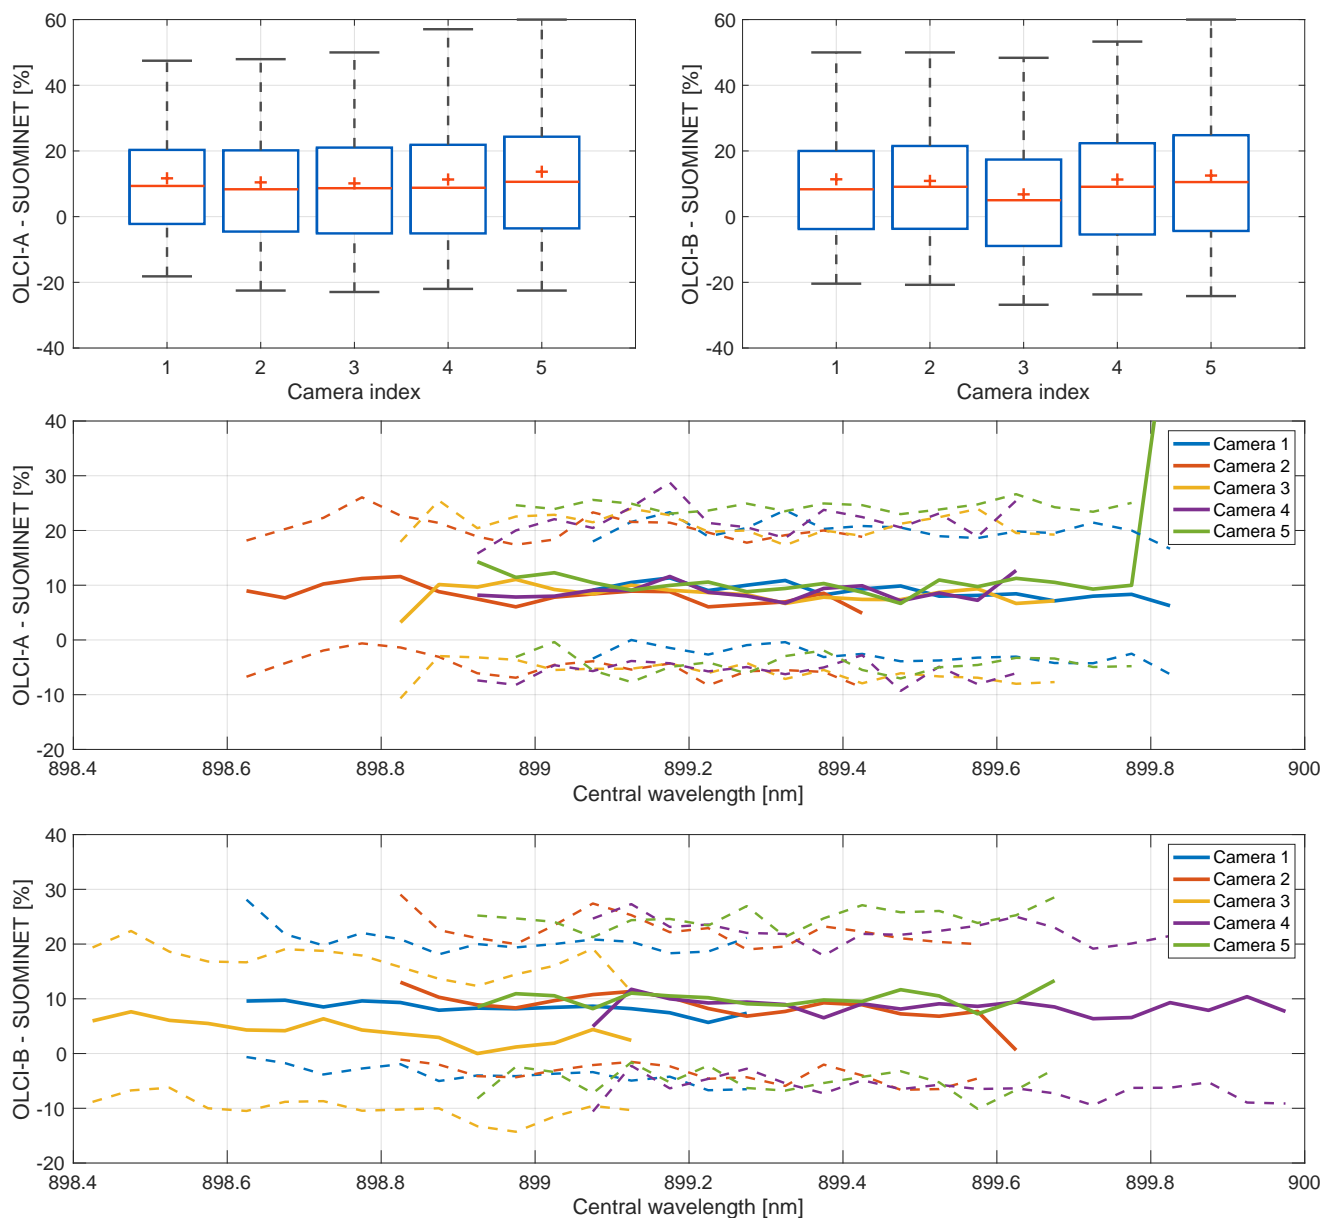 OLCI-A - SUOMINET [%]
60
40
20
0
-20
-40
1 2 3 4 5
Camera index
OLCI-B - SUOMINET [%]
60
40
20
0
-20
-40
1 2 3 4 5
Camera index
OLCI-A - SUOMINET [%]
40
30
20
10
0
-10
-20
898.4 898.6 898.8 899 899.2 899.4 899.6 899.8 900
Central wavelength [nm]
Camera 1
Camera 2
Camera 3
Camera 4
Camera 5
OLCI-B - SUOMINET [%]
40
30
20
10
0
-10
-20
898.4 898.6 898.8 899 899.2 899.4 899.6 899.8 900
Central wavelength [nm]
Camera 1
Camera 2
Camera 3
Camera 4
Camera 5